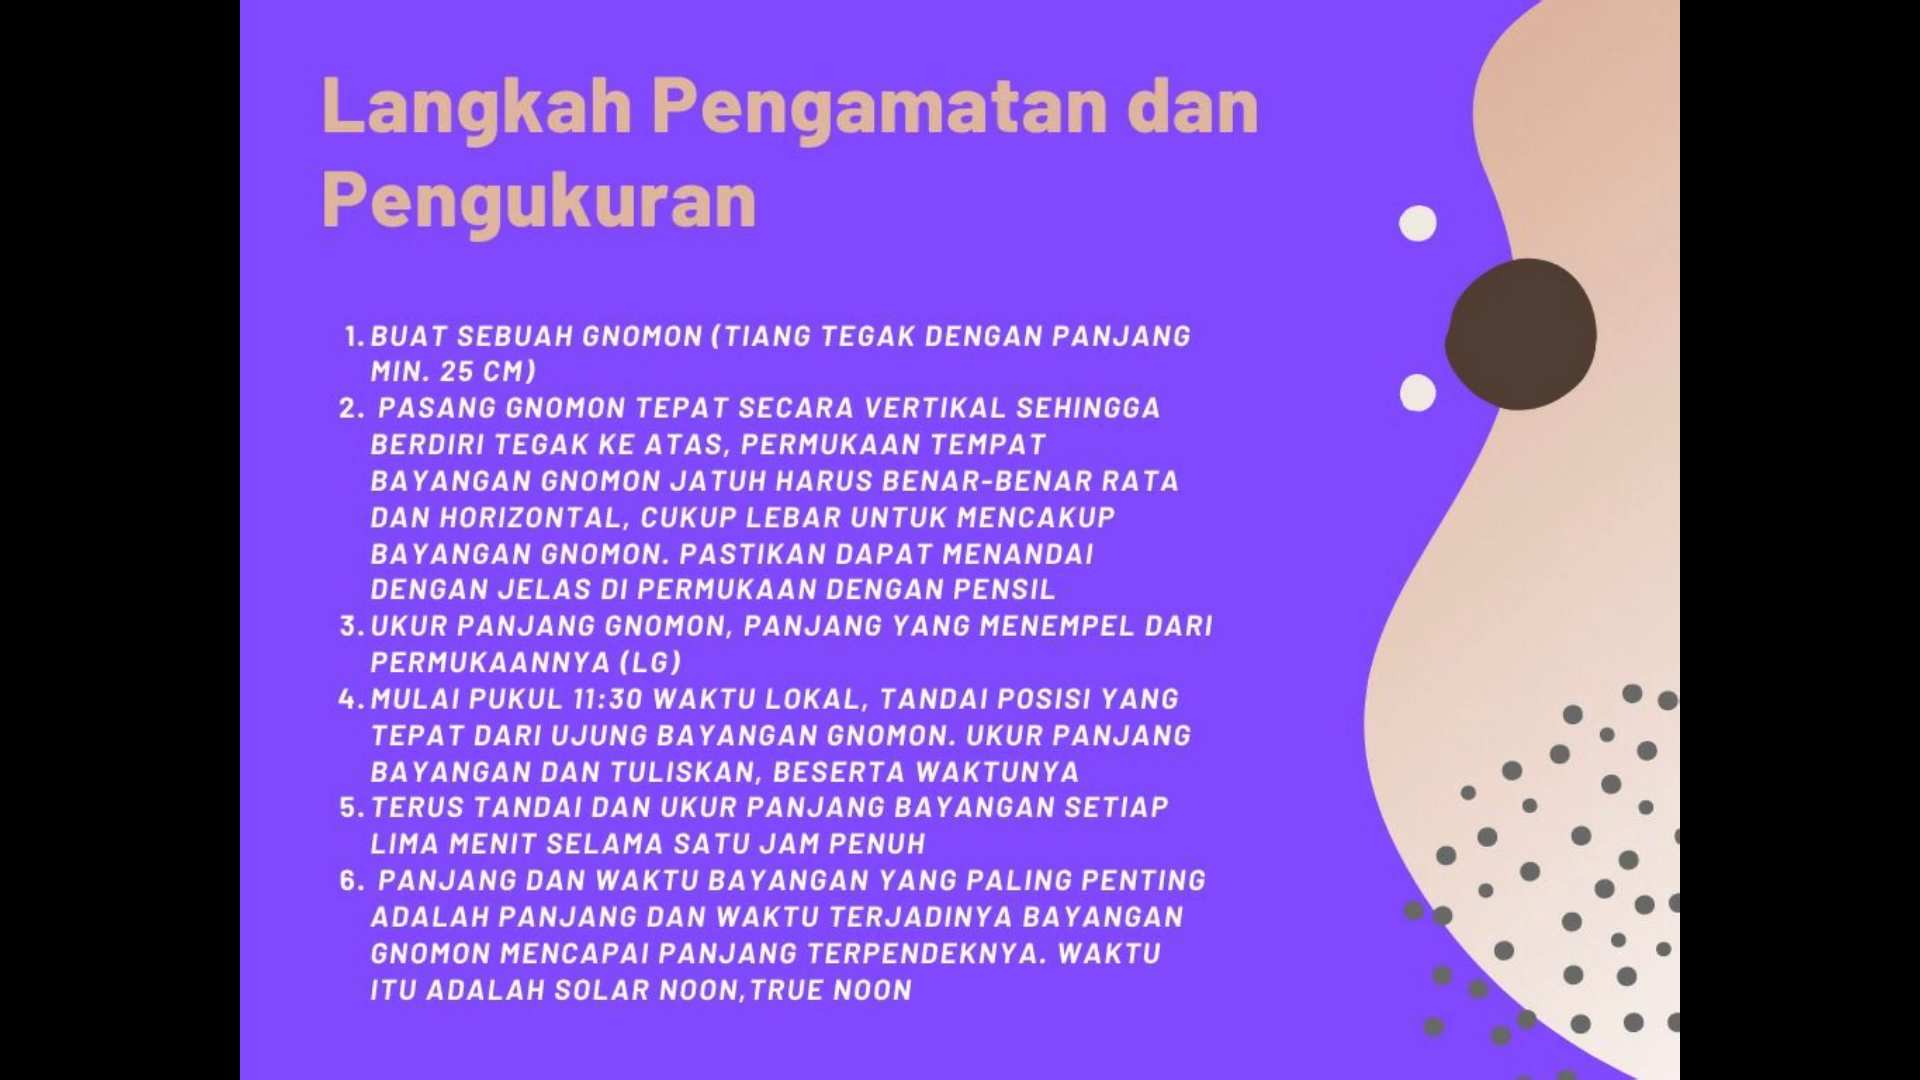 Langkah Pengamatan dan
Pengukuran
1. BUAT SEBUAH GNOMON (TIANG TEGAK DENGAN PANJANG
MIN. 25 CM)
2. PASANG GNOMON TEPAT SECARA VERTIKAL SEHINGGA
BERDIRI TEGAK KE ATAS, PERMUKAAN TEMPAT
BAYANGAN GNOMON JATUH HARUS BENAR-BENAR RATA
DAN HORIZONTAL, CUKUP LEBAR UNTUK MENCAKUP
BAYANGAN GNOMON. PASTIKAN DAPAT MENANDAI
DENGAN JELAS DI PERMUKAAN DENGAN PENSIL
3. UKUR PANJANG GNOMON, PANJANG YANG MENEMPEL DARI
PERMUKAANNYA (LG)
4. MULAI PUKUL 11:30 WAKTU LOKAL, TANDAI POSISI YANG
TEPAT DARI UJUNG BAYANGAN GNOMON. UKUR PANJANG
BAYANGAN DAN TULISKAN, BESERTA WAKTUNYA
5. TERUS TANDAI DAN UKUR PANJANG BAYANGAN SETIAP
LIMA MENIT SELAMA SATU JAM PENUH
6. PANJANG DAN WAKTU BAYANGAN YANG PALING PENTING
ADALAH PANJANG DAN WAKTU TERJADINYA BAYANGAN
GNOMON MENCAPAI PANJANG TERPENDEKNYA. WAKTU
ITU ADALAH SOLAR NOON,TRUE NOON